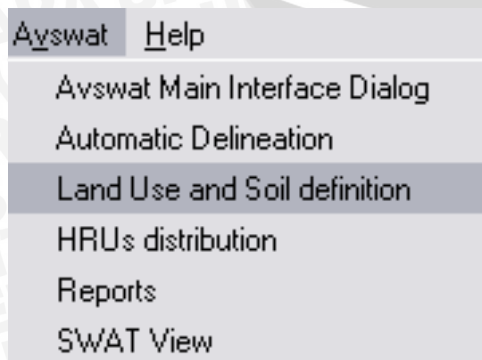 Avswat Help
Avswat Main Interface Dialog
Automatic Delineation
Land Use and Soil definition
HRUs distribution
Reports
SWAT View